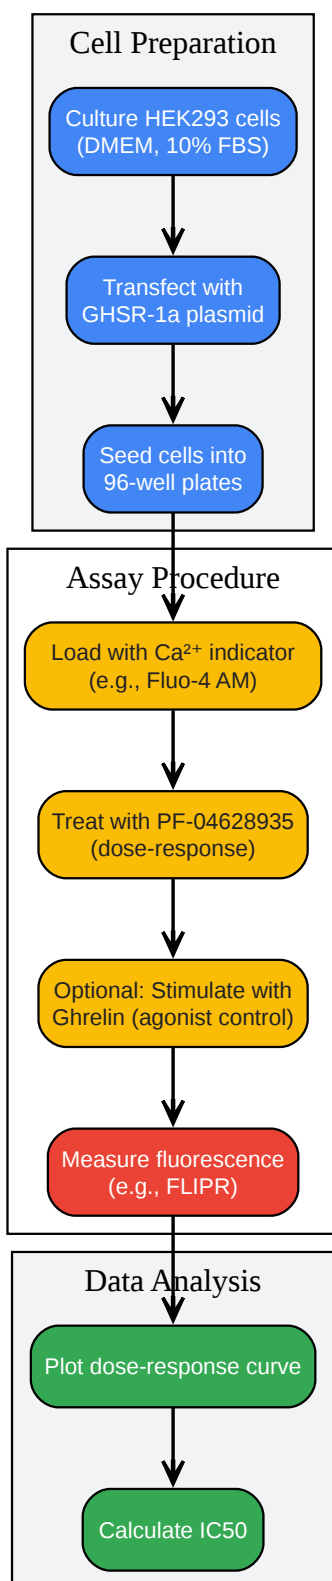 Cell Preparation
Culture HEK293 cells
(DMEM, 10% FBS)
Transfect with
GHSR-1a plasmid
Seed cells into
96-well plates
Assay Procedure
Load with Ca²⁺ indicator
(e.g., Fluo-4 AM)
Treat with PF-04628935
(dose-response)
Optional: Stimulate with
Ghrelin (agonist control)
Measure fluorescence
(e.g., FLIPR)
Data Analysis
Plot dose-response curve
Calculate IC50